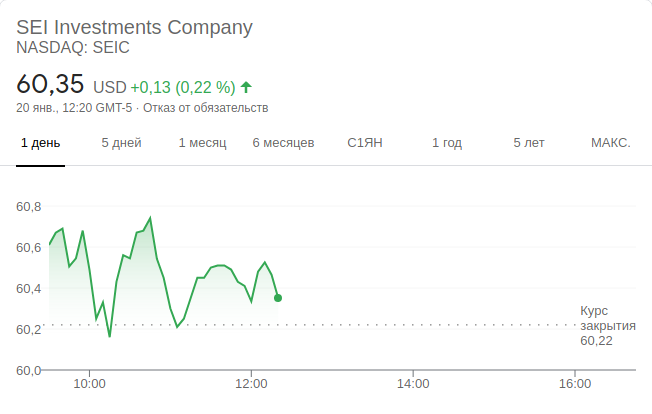 SEI Investments Company
NASDAQ: SEIC
60,35 USD +0,13 (0,22 %)
20 янв., 12:20 GMT-5 · Отказ от обязательств
1 день 5 дней 1 месяц 6 месяцев С1ЯН 1 год 5 лет МАКС.
60,8
60,6
60,4
60,2
60,0
Курс
закрытия
60,22
10:00 12:00 14:00 16:00